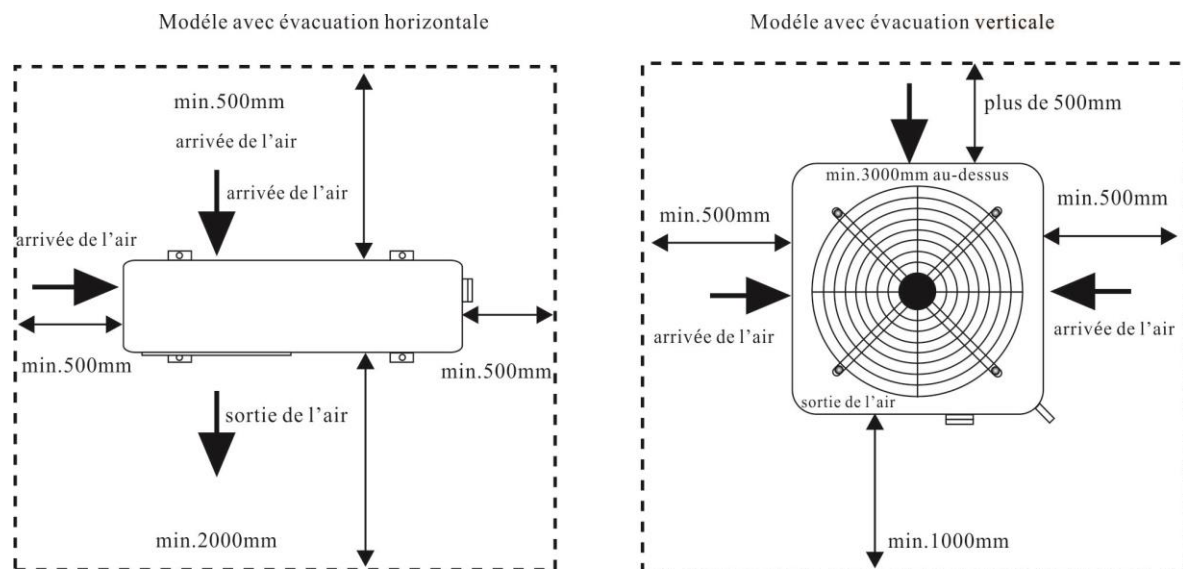 Modéle avec évacuation horizontale
min.500mm
arrivée de l'air
arrivée de l'air
arrivée de l'air
min.500mm
min.500mm
sortie de l'air
min.2000mm
Modéle avec évacuation verticale
plus de 500mm
min.3000mm au-dessus
min.500mm
min.500mm
arrivée de l'air
arrivée de l'air
sortie de l'air
min.1000mm